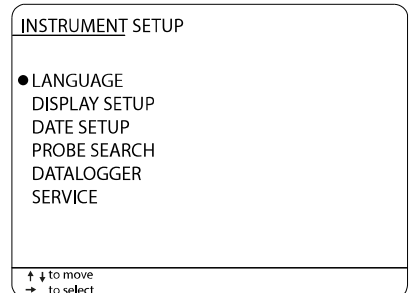 INSTRUMENT SETUP
● LANGUAGE
DISPLAY SETUP
DATE SETUP
PROBE SEARCH
DATALOGGER
SERVICE
↑ ↓ to move
→ to select